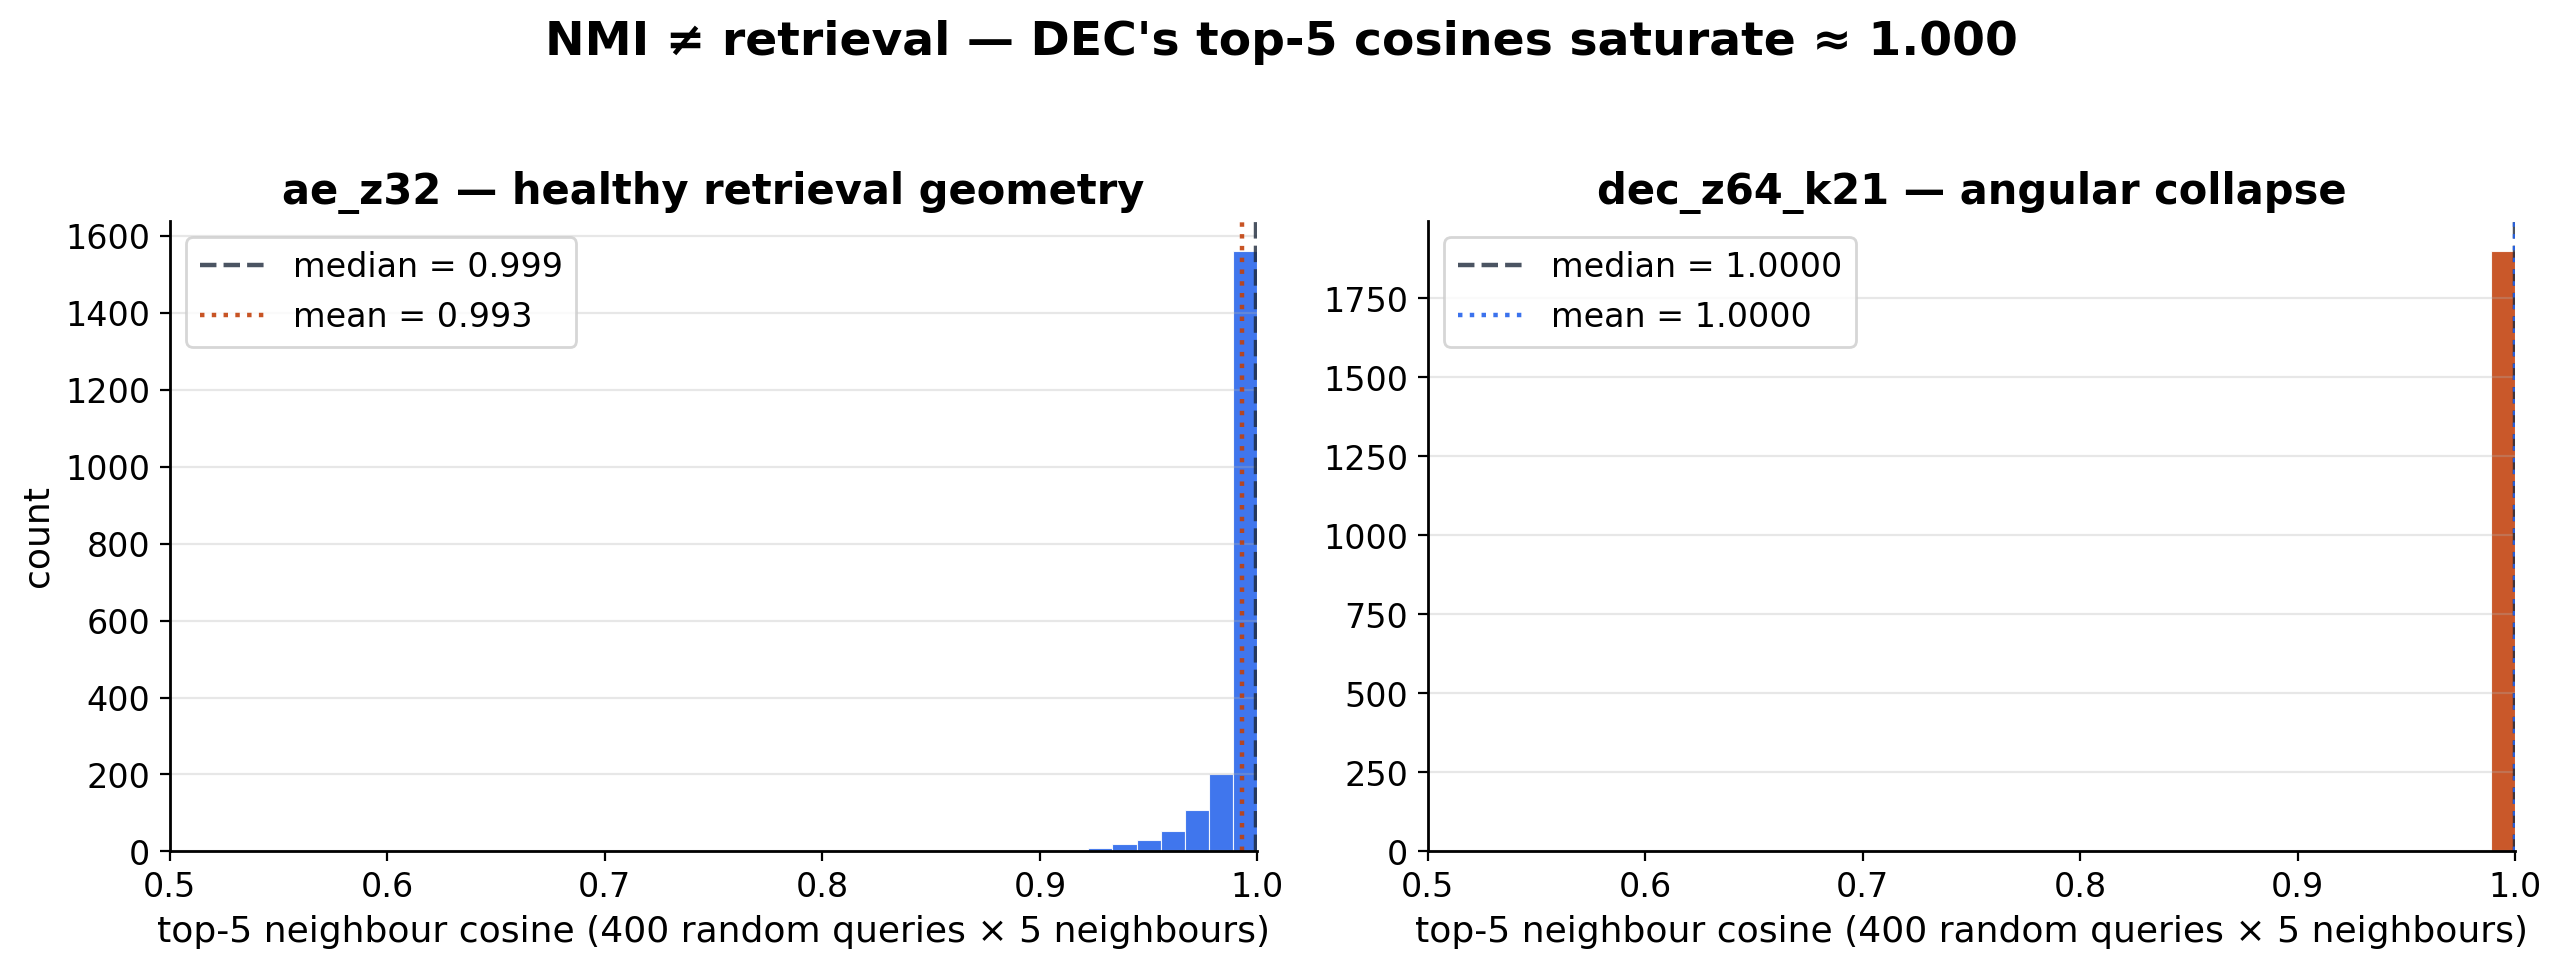 NMI ≠ retrieval — DEC's top-5 cosines saturate ≈ 1.000
ae_z32 — healthy retrieval geometry
median = 0.999
mean = 0.993
count
1600
1400
1200
1000
800
600
400
200
0
0.5 0.6 0.7 0.8 0.9 1.0
top-5 neighbour cosine (400 random queries × 5 neighbours)
dec_z64_k21 — angular collapse
median = 1.0000
mean = 1.0000
1750
1500
1250
1000
750
500
250
0
0.5 0.6 0.7 0.8 0.9 1.0
top-5 neighbour cosine (400 random queries × 5 neighbours)